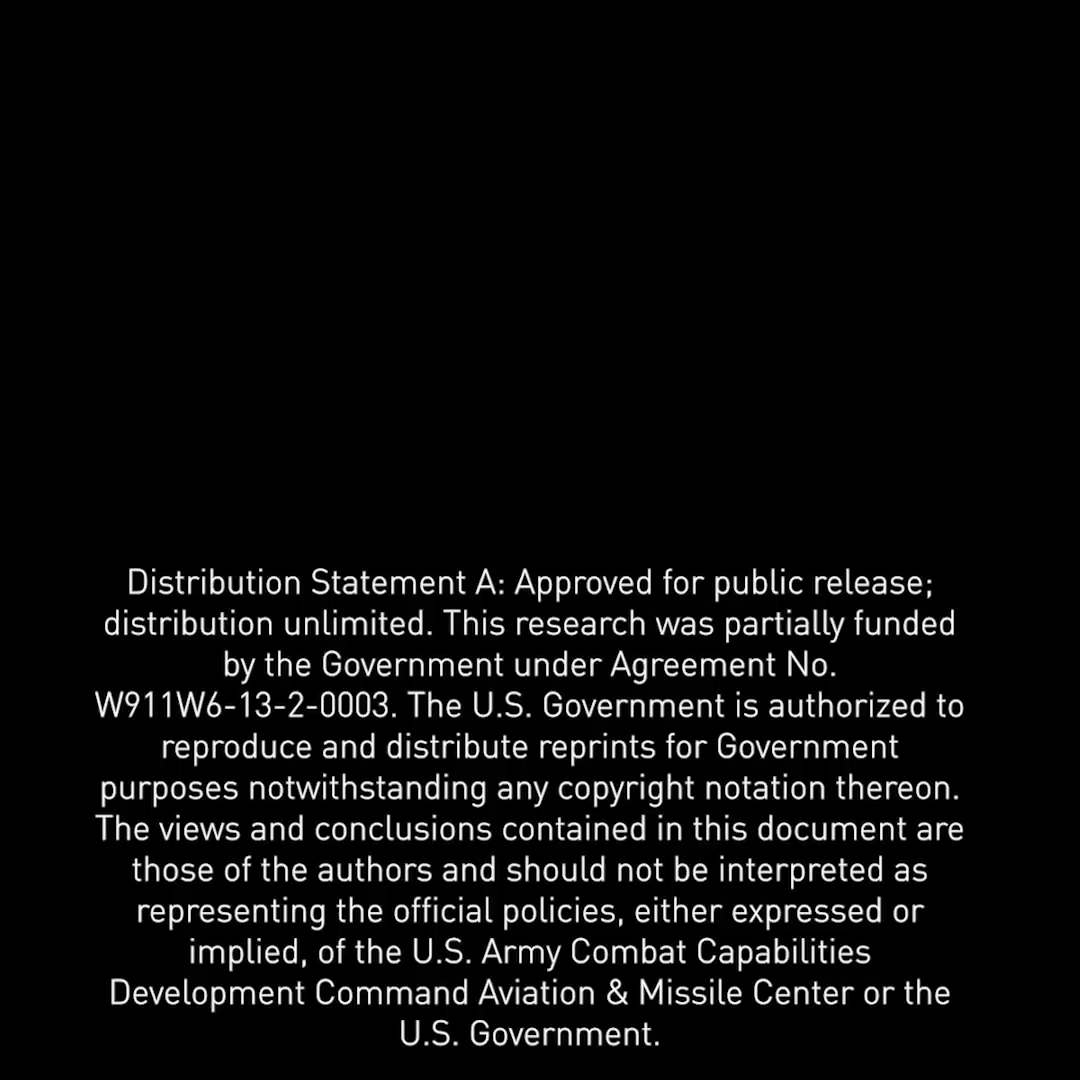 Distribution Statement A: Approved for public release;
distribution unlimited. This research was partially funded
by the Government under Agreement No.
W911W6-13-2-0003. The U.S. Government is authorized to
reproduce and distribute reprints for Government
purposes notwithstanding any copyright notation thereon.
The views and conclusions contained in this document are
those of the authors and should not be interpreted as
representing the official policies, either expressed or
implied, of the U.S. Army Combat Capabilities
Development Command Aviation & Missile Center or the
U.S. Government.